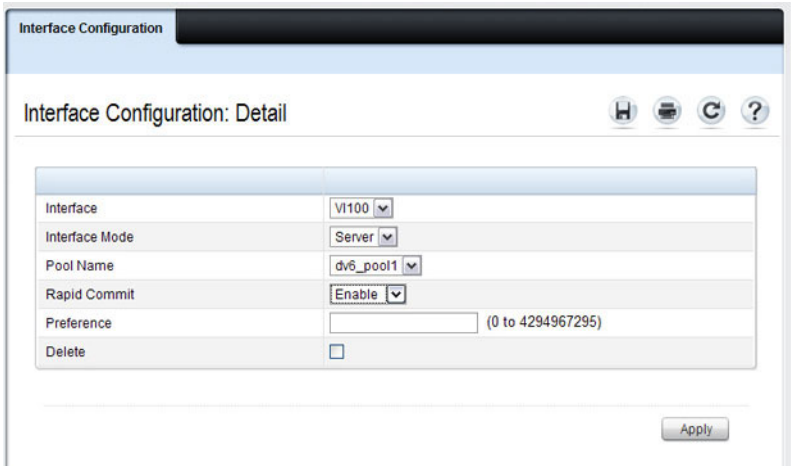 Interface Configuration
Interface Configuration: Detail
Interface VI100
Interface Mode Server
Pool Name dv6_pool1
Rapid Commit Enable
Preference (0 to 4294967295)
Delete
Apply